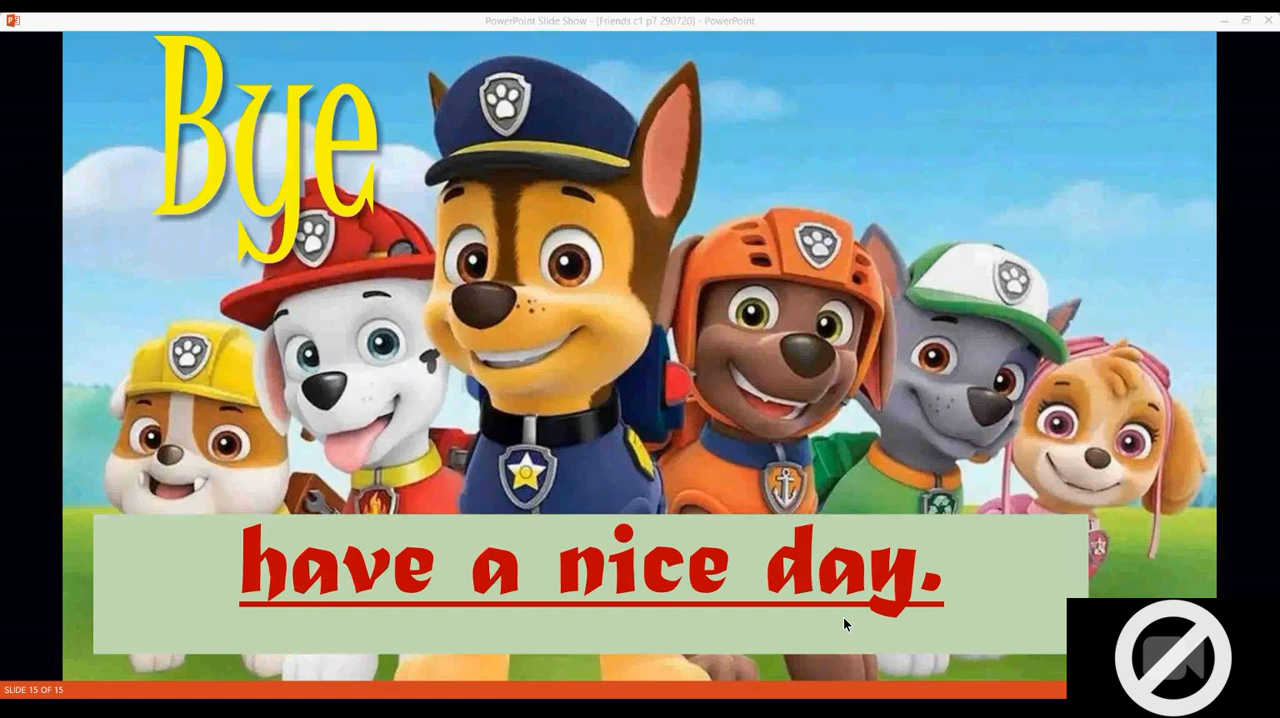 PowerPoint Slide Show - [Friends c1 p7 290720] - PowerPoint
Bye
have a nice day.
SLIDE 15 OF 15